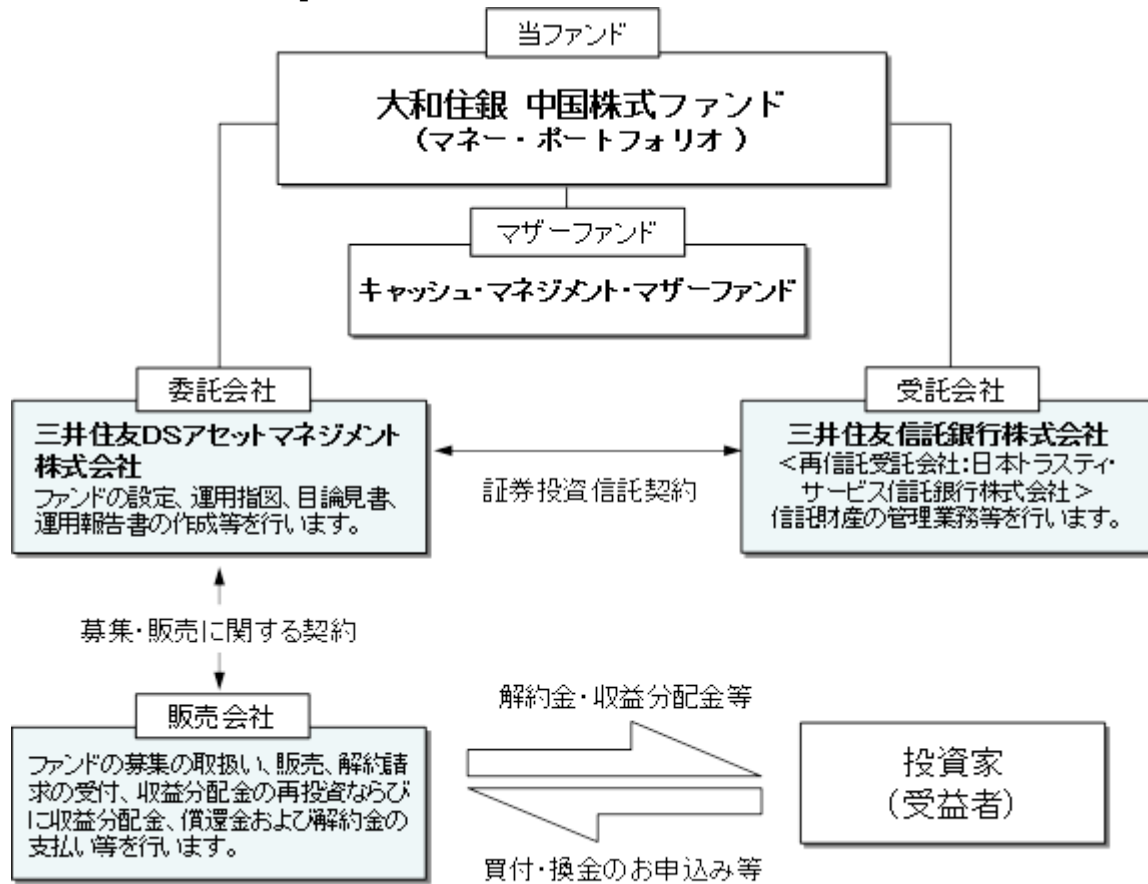 当ファンド
大和住銀 中国株式ファンド
(マネー・ポートフォリオ)
マザーファンド
キャッシュ・マネジメント・マザーファンド
委託会社
三井住友DSアセットマネジメント
株式会社
ファンドの設定、運用指図、目論見書、
運用報告書の作成等を行います。
証券投資信託契約
受託会社
三井住友信託銀行株式会社
<再信託受託会社:日本トラスティ・
サービス信託銀行株式会社>
信託財産の管理業務等を行います。
募集・販売に関する契約
販売会社
ファンドの募集の取扱い、販売、解約請
求の受付、収益分配金の再投資ならび
に収益分配金、償還金および解約金の
支払い等を行います。
解約金・収益分配金等
買付・換金のお申込み等
投資家
(受益者)